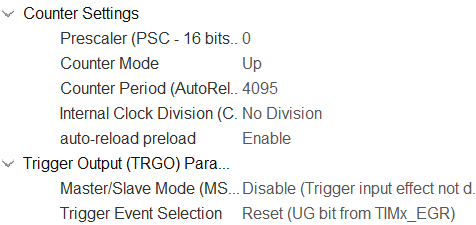 Counter Settings
Prescaler (PSC - 16 bits... 0
Counter Mode Up
Counter Period (AutoRel... 4095
Internal Clock Division (C... No Division
auto-reload preload Enable
Trigger Output (TRGO) Para...
Master/Slave Mode (MS... Disable (Trigger input effect not d...
Trigger Event Selection Reset (UG bit from TIMx_EGR)